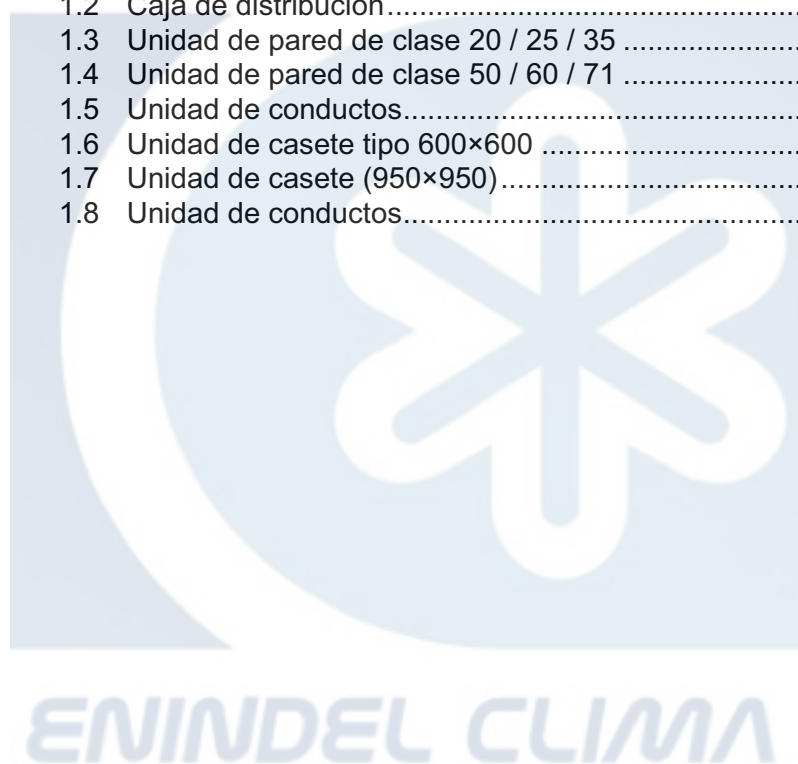 1.2 Caja de distribución..................................................
1.3 Unidad de pared de clase 20 / 25 / 35 ......................
1.4 Unidad de pared de clase 50 / 60 / 71 ......................
1.5 Unidad de conductos.................................................
1.6 Unidad de casete tipo 600×600 ................................
1.7 Unidad de casete (950×950).....................................
1.8 Unidad de conductos.................................................
ENINDEL CLIMA